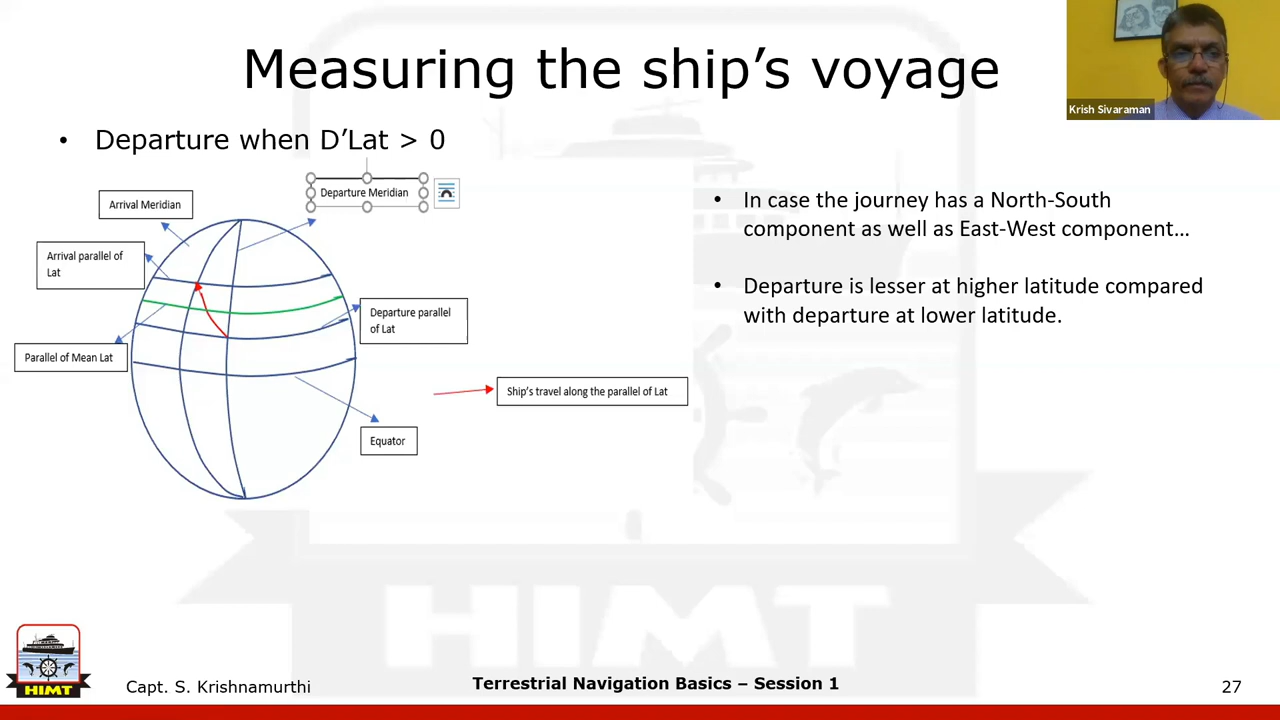 Measuring the ship's voyage
Krish Sivaraman
• Departure when D'Lat > 0
Departure Meridian
Arrival Meridian
Arrival parallel of
Lat
Departure parallel
of Lat
Parallel of Mean Lat
Ship's travel along the parallel of Lat
Equator
• In case the journey has a North-South
component as well as East-West component…
• Departure is lesser at higher latitude compared
with departure at lower latitude.
HIMT
HIMT
Capt. S. Krishnamurthi
Terrestrial Navigation Basics – Session 1
27